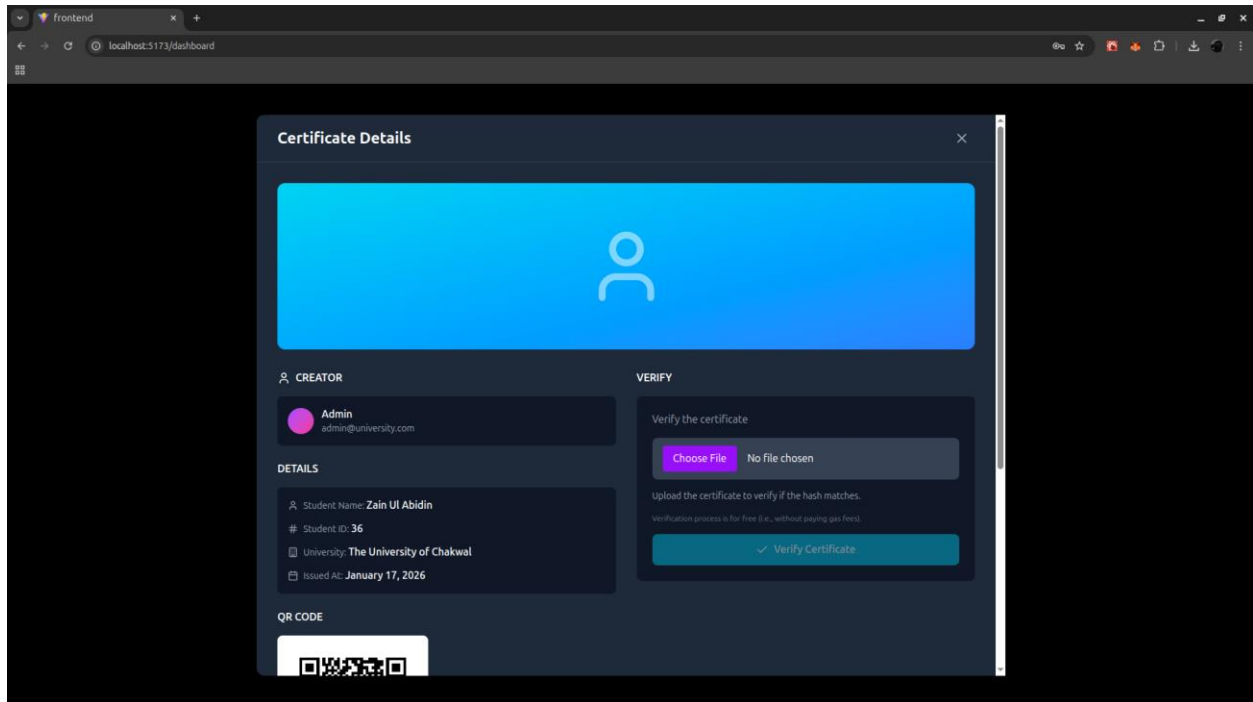 frontend
localhost:5173/dashboard
Certificate Details
CREATOR
Admin
admin@university.com
DETAILS
Student Name: Zain Ul Abidin
Student ID: 36
University: The University of Chakwal
Issued At: January 17, 2026
QR CODE
VERIFY
Verify the certificate
Choose File No file chosen
Upload the certificate to verify if the hash matches.
Verification process is for free (i.e., without paying gas fees).
Verify Certificate